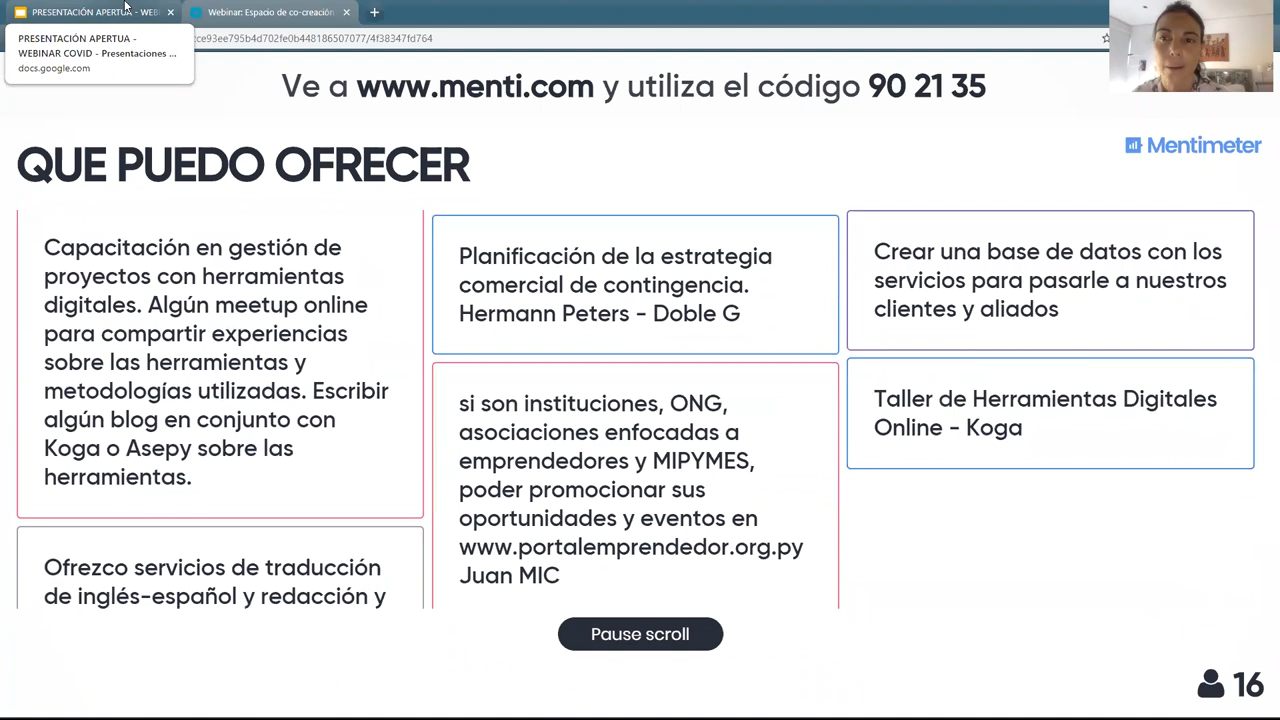 PRESENTACIÓN APERTUA - WEBI
Webinar: Espacio de co-creación
PRESENTACIÓN APERTUA -
WEBINAR COVID - Presentaciones ...
docs.google.com
cce93ee795b4d702fe0b448186507077/4f38347fd764
Ve a www.menti.com y utiliza el código 90 21 35
Mentimeter
QUE PUEDO OFRECER
Capacitación en gestión de
proyectos con herramientas
digitales. Algún meetup online
para compartir experiencias
sobre las herramientas y
metodologías utilizadas. Escribir
algún blog en conjunto con
Koga o Asepy sobre las
herramientas.
Ofrezco servicios de traducción
de inglés-español y redacción y
Planificación de la estrategia
comercial de contingencia.
Hermann Peters - Doble G
si son instituciones, ONG,
asociaciones enfocadas a
emprendedores y MIPYMES,
poder promocionar sus
oportunidades y eventos en
www.portalemprendedor.org.py
Juan MIC
Crear una base de datos con los
servicios para pasarle a nuestros
clientes y aliados
Taller de Herramientas Digitales
Online - Koga
Pause scroll
16